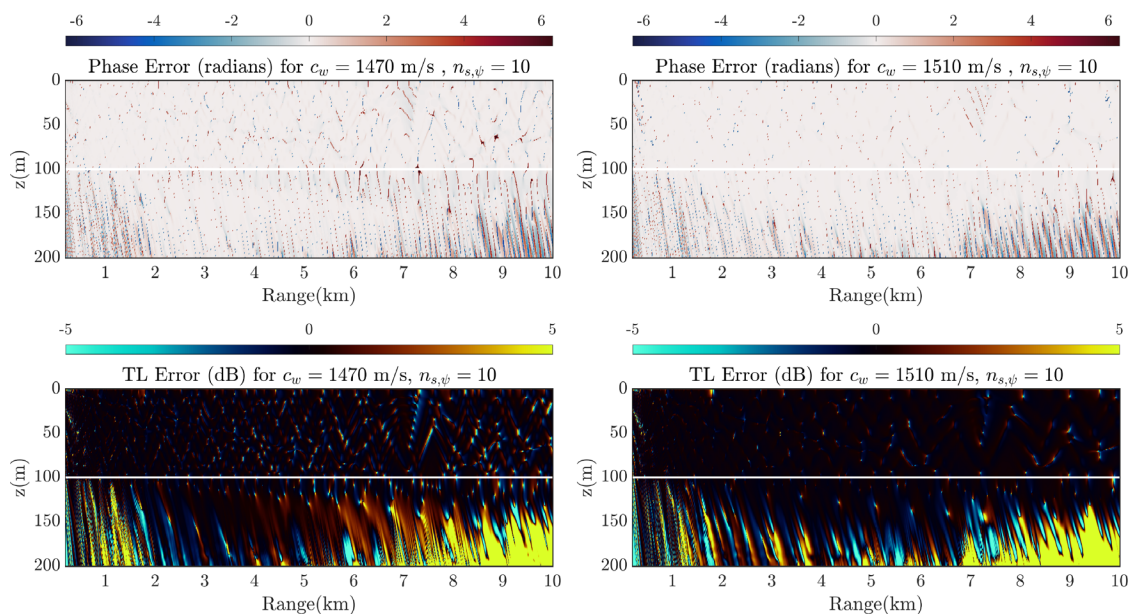 -6 -4 -2 0 2 4 6
Phase Error (radians) for c_w = 1470 m/s , n_{s,ψ} = 10
0
50
100
150
200
z(m)
1 2 3 4 5 6 7 8 9 10
Range(km)
-6 -4 -2 0 2 4 6
Phase Error (radians) for c_w = 1510 m/s , n_{s,ψ} = 10
0
50
100
150
200
z(m)
1 2 3 4 5 6 7 8 9 10
Range(km)
-5 0 5
TL Error (dB) for c_w = 1470 m/s, n_{s,ψ} = 10
0
50
100
150
200
z(m)
1 2 3 4 5 6 7 8 9 10
Range(km)
-5 0 5
TL Error (dB) for c_w = 1510 m/s, n_{s,ψ} = 10
0
50
100
150
200
z(m)
1 2 3 4 5 6 7 8 9 10
Range(km)